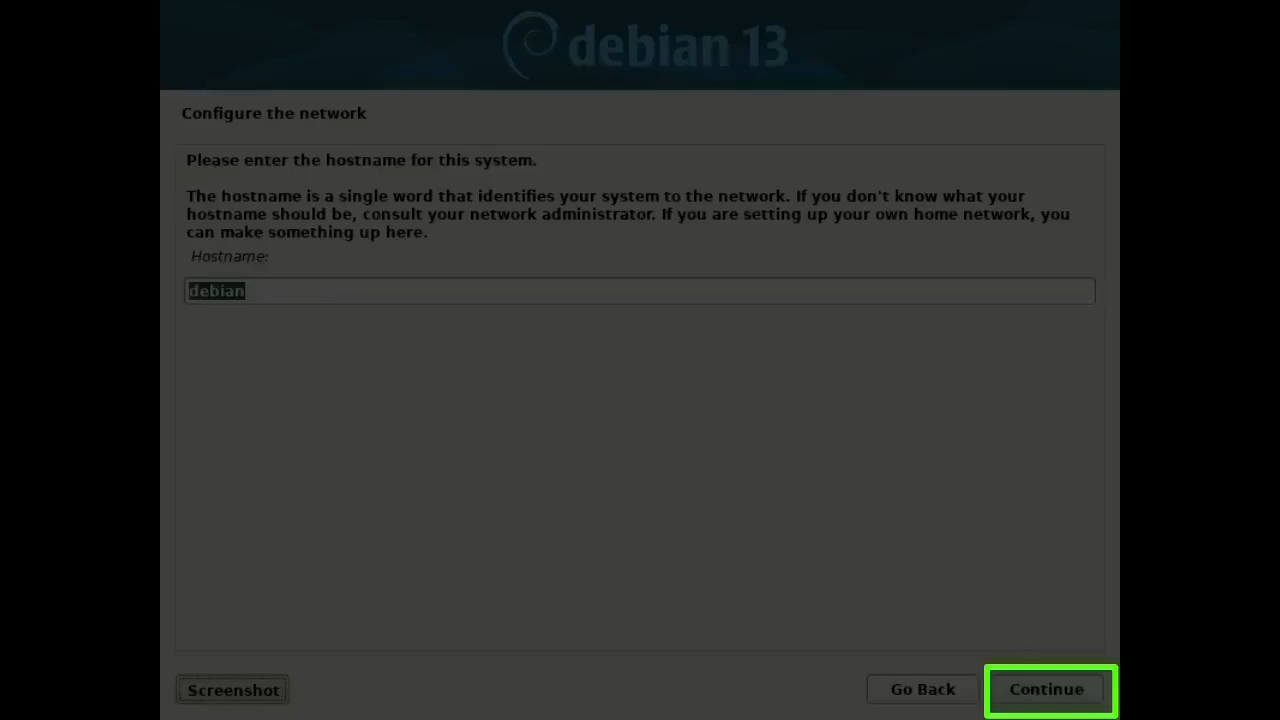 debian 13
Configure the network
Please enter the hostname for this system.
The hostname is a single word that identifies your system to the network. If you don't know what your
hostname should be, consult your network administrator. If you are setting up your own home network, you
can make something up here.
Hostname:
debian
Screenshot
Go Back
Continue